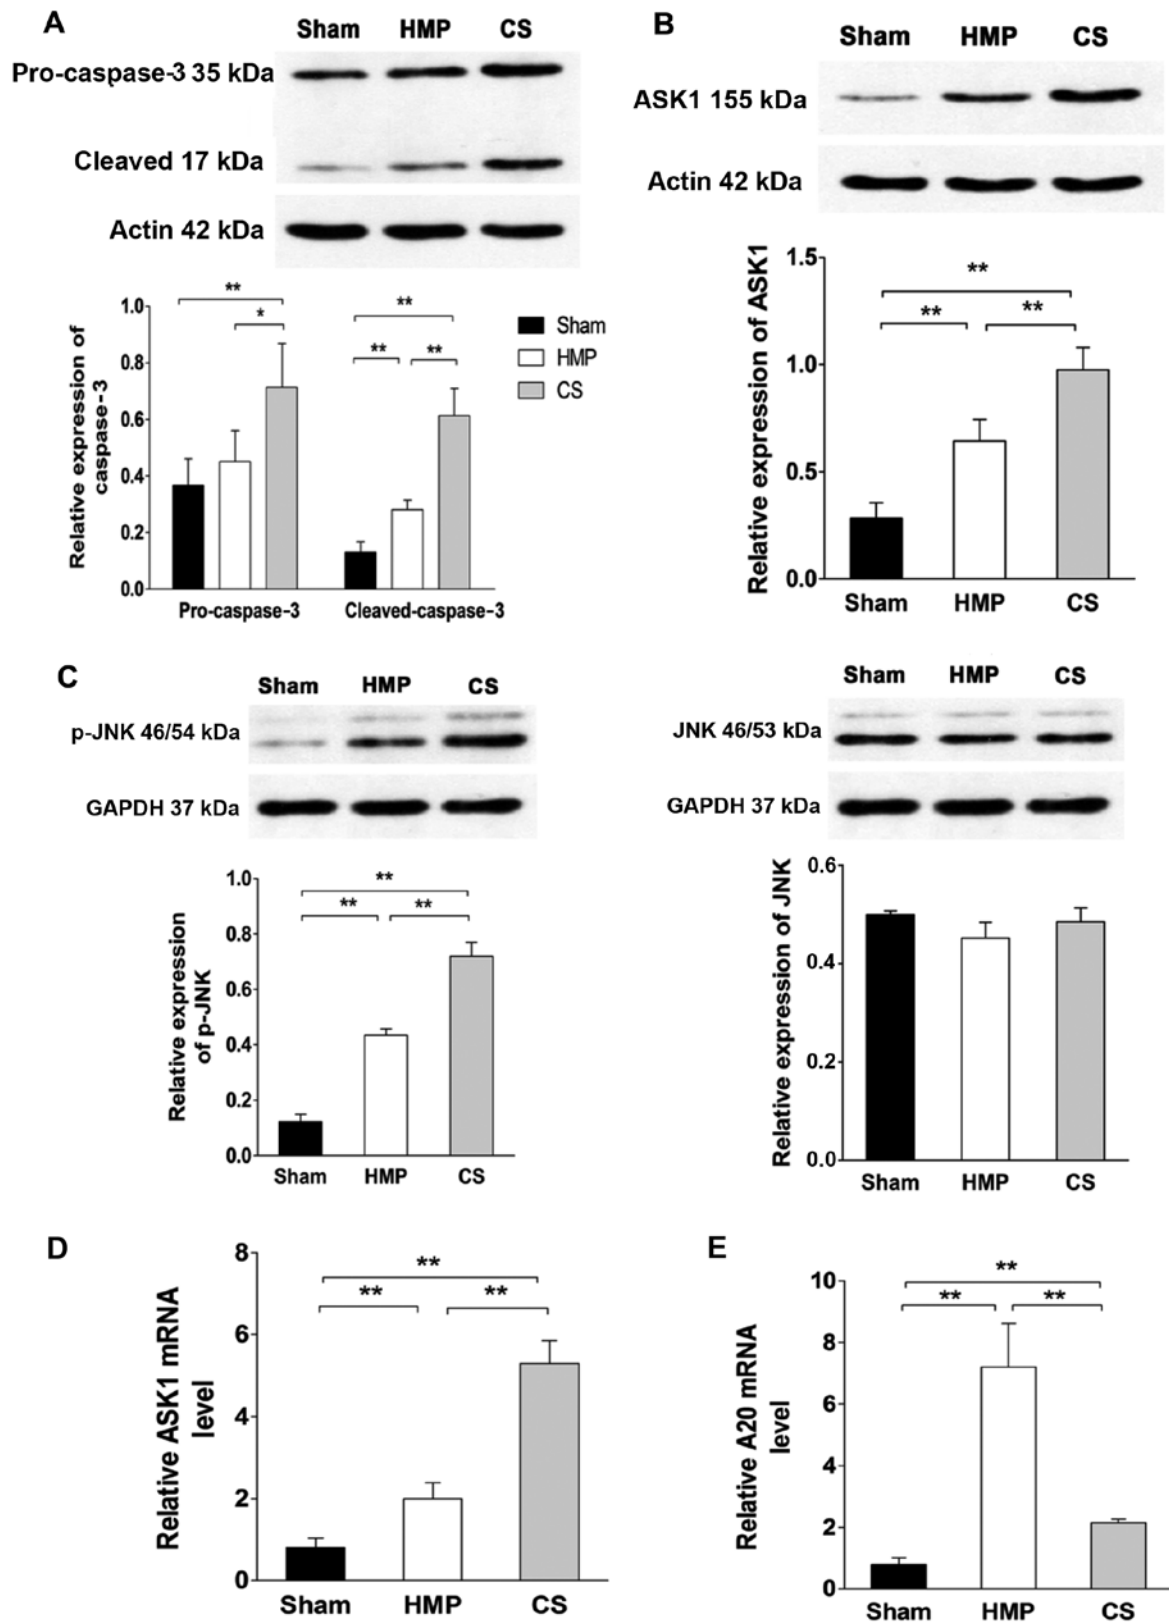 A
Sham HMP CS
Pro-caspase-3 35 kDa
Cleaved 17 kDa
Actin 42 kDa
Relative expression of
caspase-3
1.0
0.8
0.6
0.4
0.2
0.0
** * ** ** **
Sham
HMP
CS
Pro-caspase-3 Cleaved-caspase-3
B
Sham HMP CS
ASK1 155 kDa
Actin 42 kDa
Relative expression of ASK1
1.5
1.0
0.5
0.0
**
** **
Sham HMP CS
C
Sham HMP CS
p-JNK 46/54 kDa
GAPDH 37 kDa
Relative expression
of p-JNK
1.0
0.8
0.6
0.4
0.2
0.0
**
** **
Sham HMP CS
Sham HMP CS
JNK 46/53 kDa
GAPDH 37 kDa
Relative expression of JNK
0.6
0.4
0.2
0.0
Sham HMP CS
D
Relative ASK1 mRNA
level
8
6
4
2
0
**
** **
Sham HMP CS
E
Relative A20 mRNA
level
10
8
6
4
2
0
**
** **
Sham HMP CS